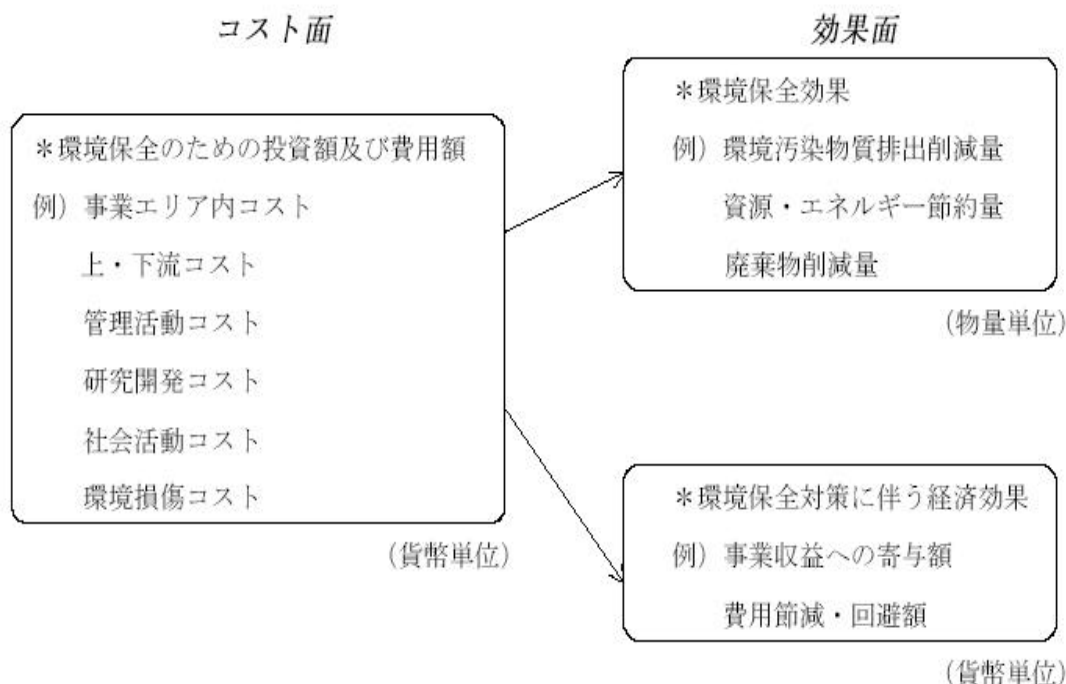 コスト面
効果面
＊環境保全のための投資額及び費用額
例）事業エリア内コスト
上・下流コスト
管理活動コスト
研究開発コスト
社会活動コスト
環境損傷コスト
（貨幣単位）
＊環境保全効果
例）環境汚染物質排出削減量
資源・エネルギー節約量
廃棄物削減量
（物量単位）
＊環境保全対策に伴う経済効果
例）事業収益への寄与額
費用節減・回避額
（貨幣単位）